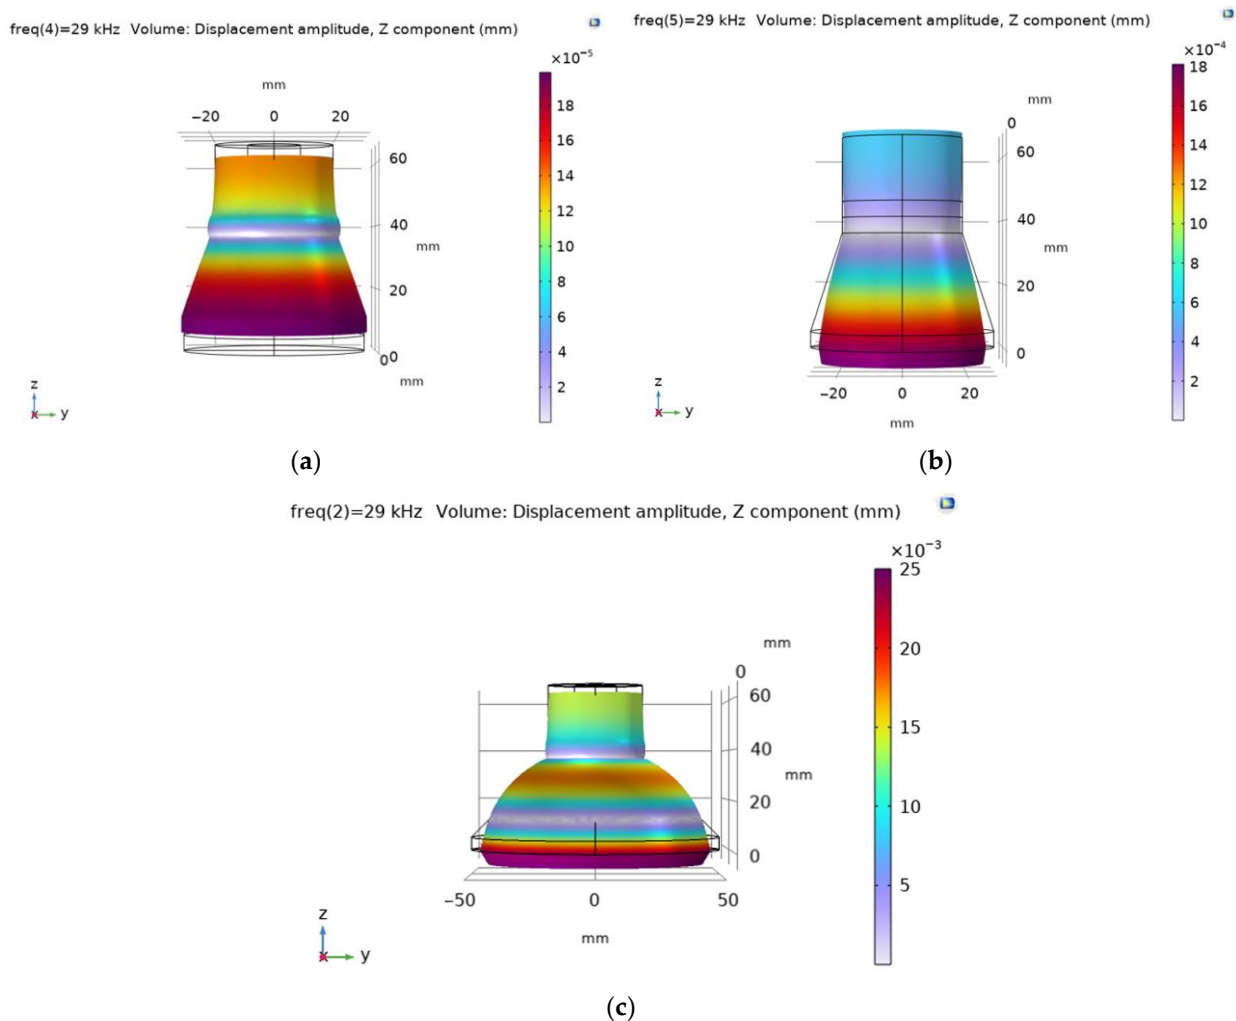 freq(4)=29 kHz Volume: Displacement amplitude, Z component (mm)
×10⁻⁵
mm
−20 0 20
60
40
mm
20
0
0
mm
18
16
14
12
10
8
6
4
2
z
y
x
(a)
freq(5)=29 kHz Volume: Displacement amplitude, Z component (mm)
×10⁻⁴
mm
0
60
40
mm
20
0
−20 0 20
mm
18
16
14
12
10
8
6
4
2
z
y
x
(b)
freq(2)=29 kHz Volume: Displacement amplitude, Z component (mm)
×10⁻³
mm
0
60
40
mm
20
0
−50 0 50
mm
25
20
15
10
5
z
y
x
(c)